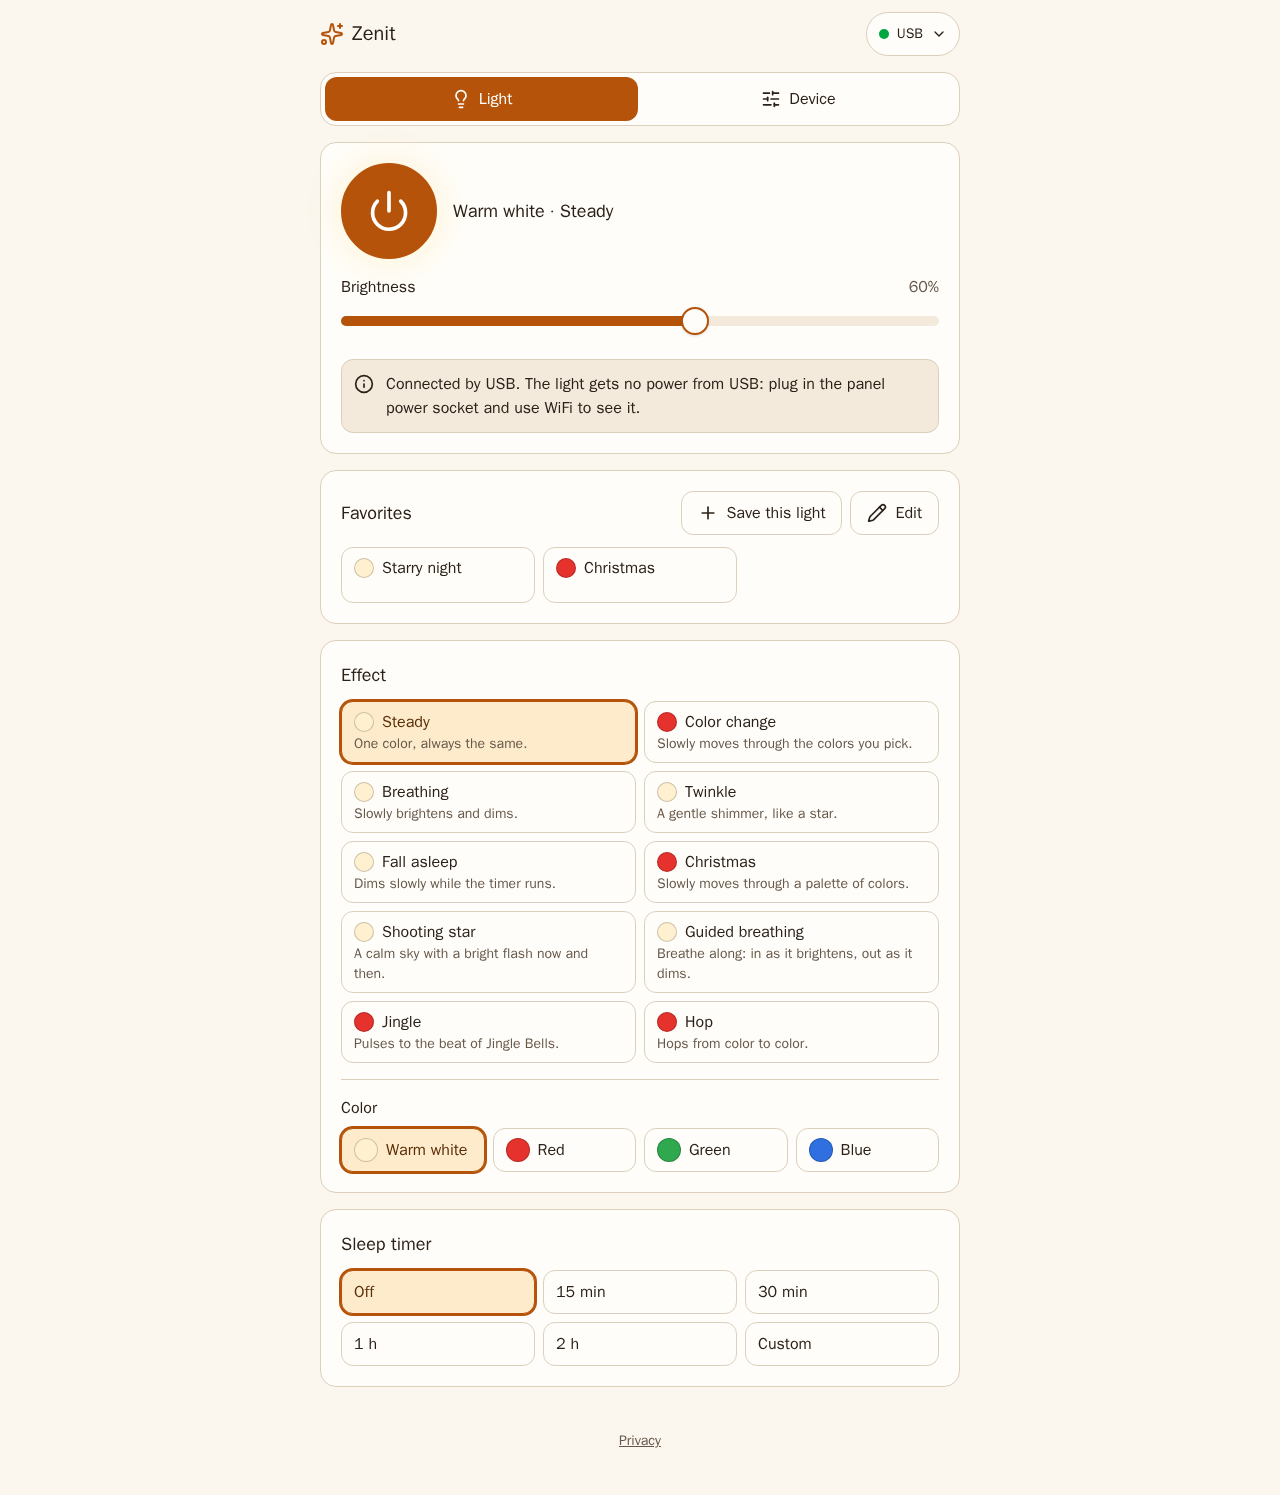 Zenit
USB
Light
Device
Warm white · Steady
Brightness
60%
Connected by USB. The light gets no power from USB: plug in the panel
power socket and use WiFi to see it.
Favorites
Save this light
Edit
Starry night
Christmas
Effect
Steady
One color, always the same.
Color change
Slowly moves through the colors you pick.
Breathing
Slowly brightens and dims.
Twinkle
A gentle shimmer, like a star.
Fall asleep
Dims slowly while the timer runs.
Christmas
Slowly moves through a palette of colors.
Shooting star
A calm sky with a bright flash now and
then.
Guided breathing
Breathe along: in as it brightens, out as it
dims.
Jingle
Pulses to the beat of Jingle Bells.
Hop
Hops from color to color.
Color
Warm white
Red
Green
Blue
Sleep timer
Off
15 min
30 min
1 h
2 h
Custom
Privacy